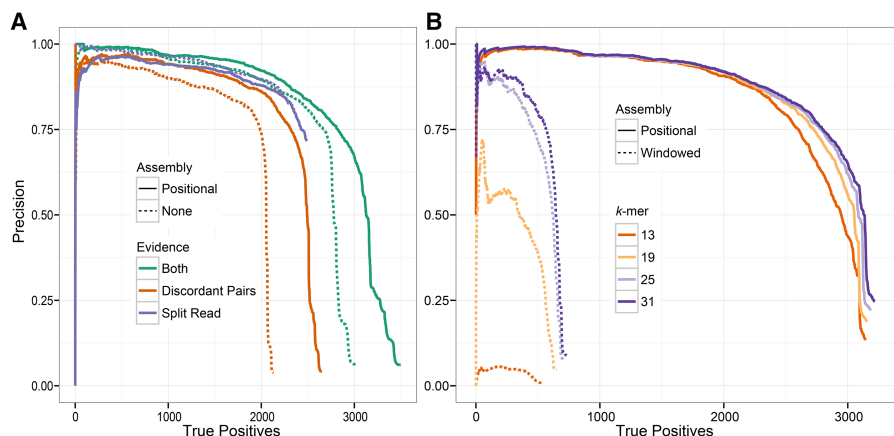 A
B
1.00
0.75
0.50
0.25
0.00
Precision
Assembly
Positional
None
Evidence
Both
Discordant Pairs
Split Read
0
1000
2000
3000
True Positives
1.00
0.75
0.50
0.25
0.00
Assembly
Positional
Windowed
k-mer
13
19
25
31
0
1000
2000
3000
True Positives